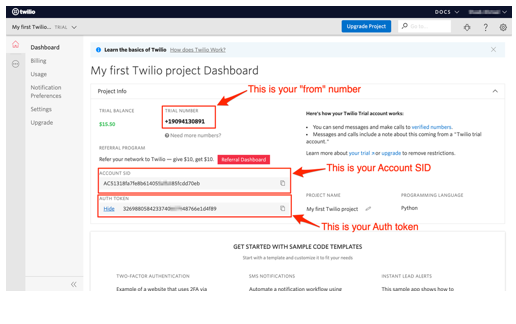 twilio
DOCS
My first Twilio... TRIAL
Upgrade Project
Go to...
Dashboard
Billing
Usage
Notification
Preferences
Settings
Upgrade
Learn the basics of Twilio How does Twilio Work?
My first Twilio project Dashboard
Project Info
This is your "from" number
TRIAL BALANCE
$15.50
TRIAL NUMBER
+19094130891
Need more numbers?
Here's how your Twilio Trial account works:
• You can send messages and make calls to verified numbers.
• Messages and calls include a note about this coming from a "Twilio trial
account."
Learn more about your trial or upgrade to remove restrictions.
REFERRAL PROGRAM
Refer your network to Twilio — give $10, get $10. Referral Dashboard
This is your Account SID
ACCOUNT SID
AUTH TOKEN
Hide
PROJECT NAME
My first Twilio project
PROGRAMMING LANGUAGE
Python
This is your Auth token
GET STARTED WITH SAMPLE CODE TEMPLATES
Start with a template and customize it to fit your needs.
TWO-FACTOR AUTHENTICATION
Example of a website that uses 2FA via
SMS NOTIFICATIONS
Automate a notification workflow using
INSTANT LEAD ALERTS
This sample app shows how to